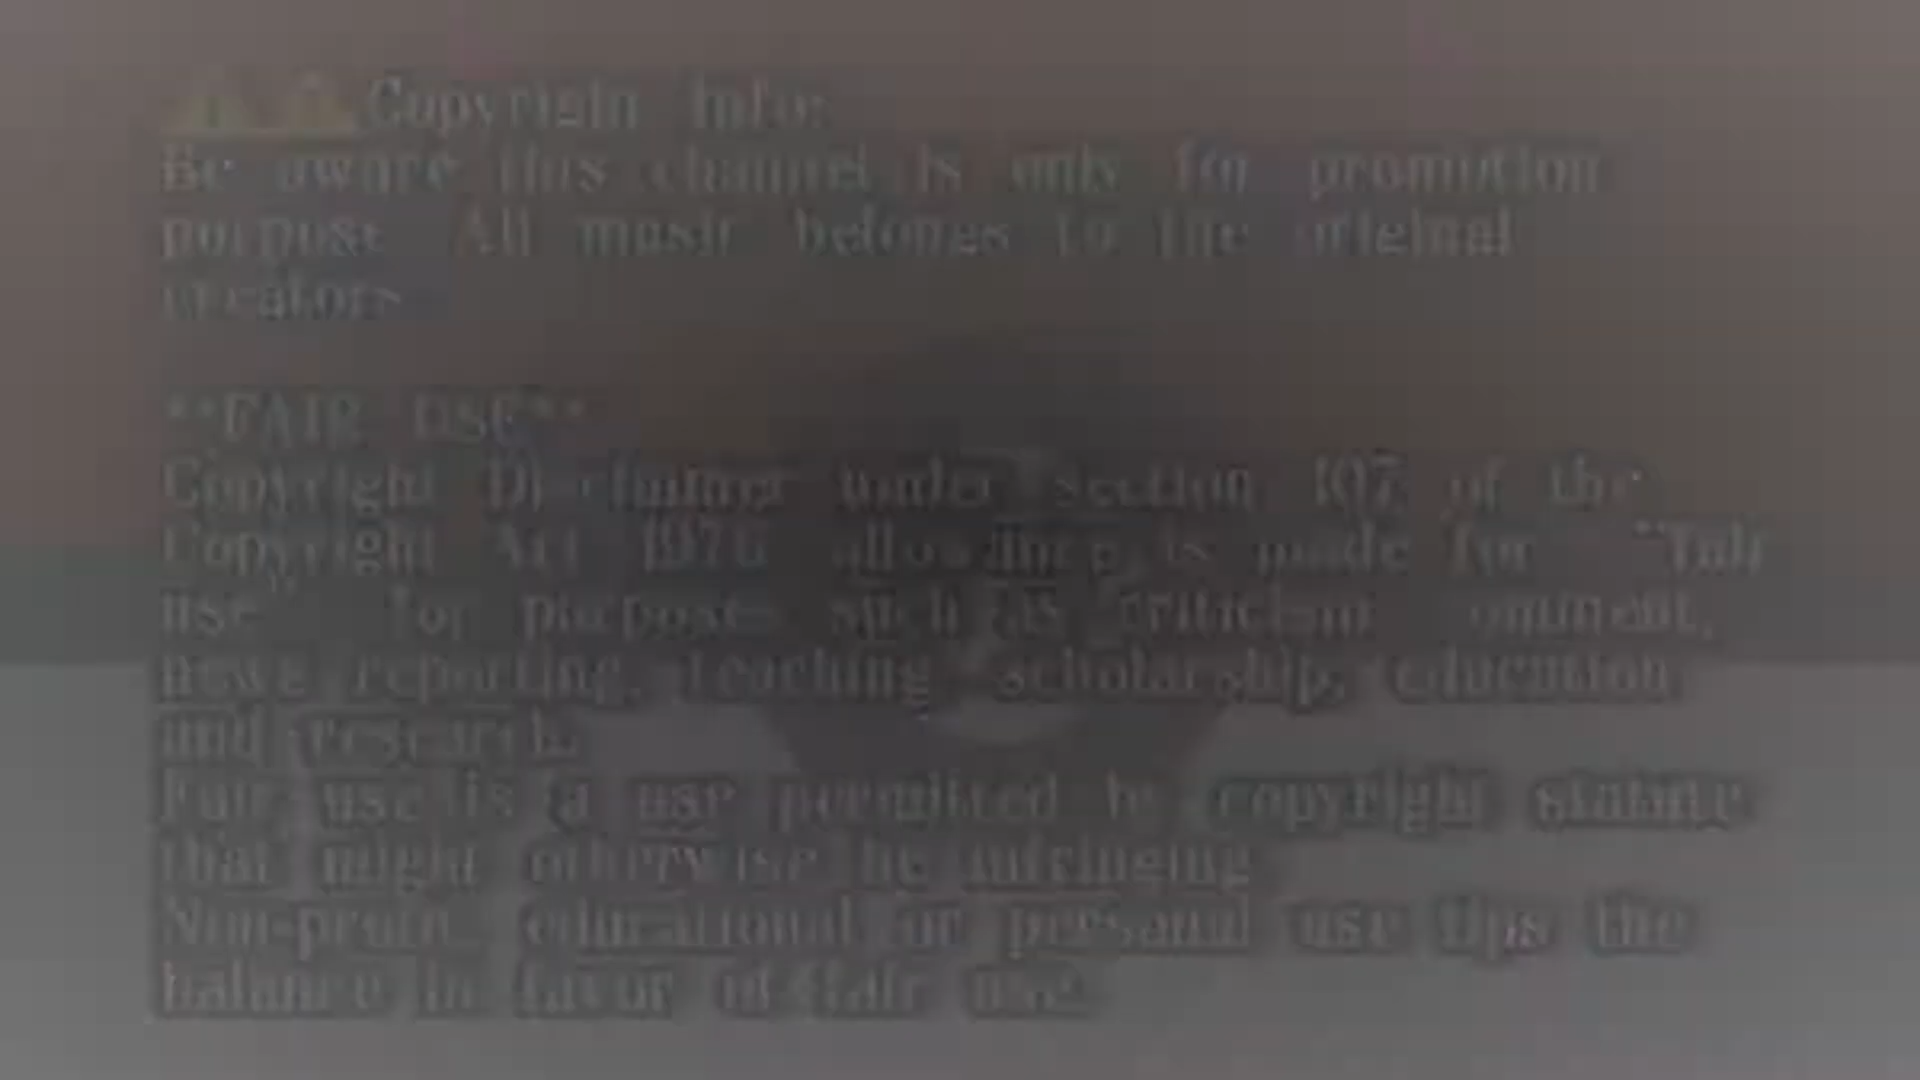 ⚠⚠Copyright Info:
Be aware this channel is only for promotion
purpose All music belongs to the original
creators
**FAIR USE**
Copyright Disclaimer under section 107 of the
Copyright Act 1976 allowance is made for "fair
use" for purposes such as criticism comment,
news reporting, teaching scholarship, education
and research.
Fair use is a use permitted by copyright statute
that might otherwise be infringing
Non-profit, educational or personal use tips the
balance in favor of fair use.